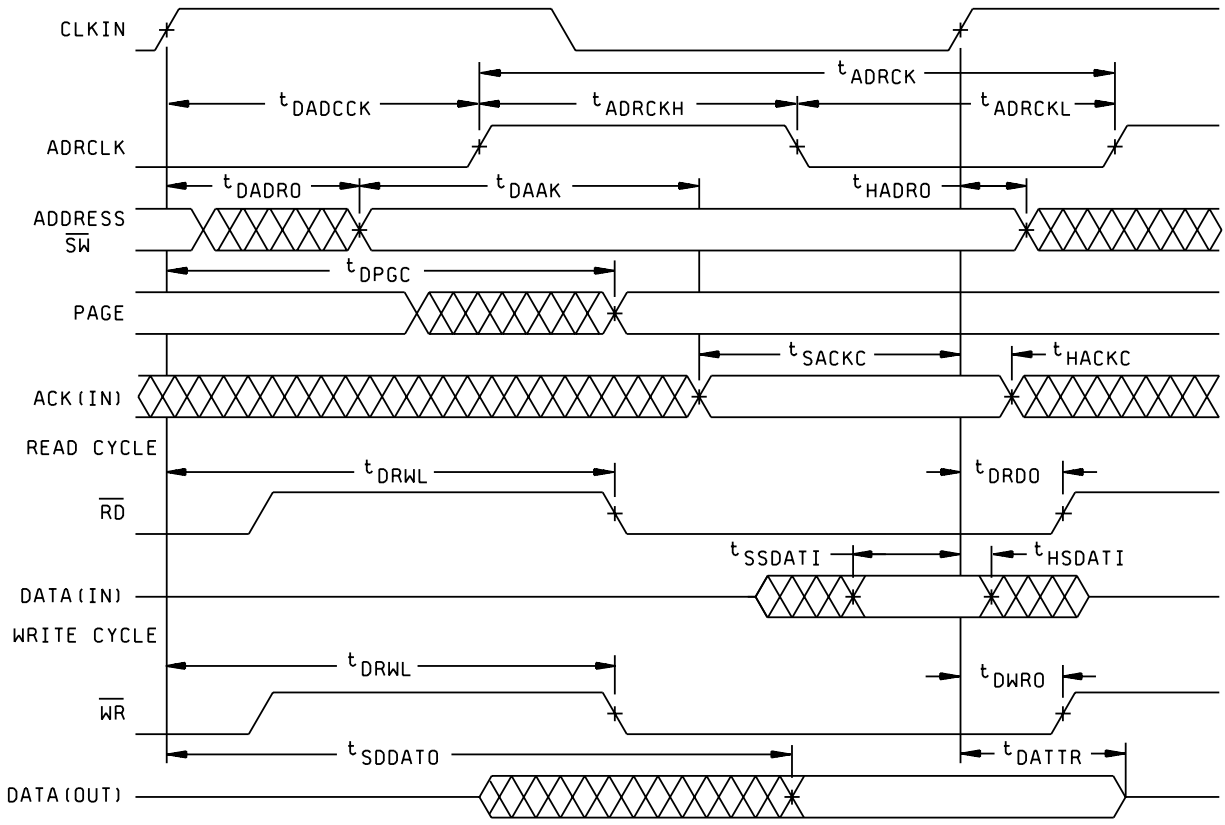 CLKIN
tADRCK
tDADCCK tADRCKH tADRCKL
ADRCLK
tDADRO tDAAK tHADRO
ADDRESS
SW
tDPGC
PAGE
tSACKC tHACKC
ACK(IN)
READ CYCLE
tDRWL tDRDO
RD
tSSDATI tHSDATI
DATA(IN)
WRITE CYCLE
tDRWL tDWRO
WR
tSDDATO tDATTR
DATA(OUT)